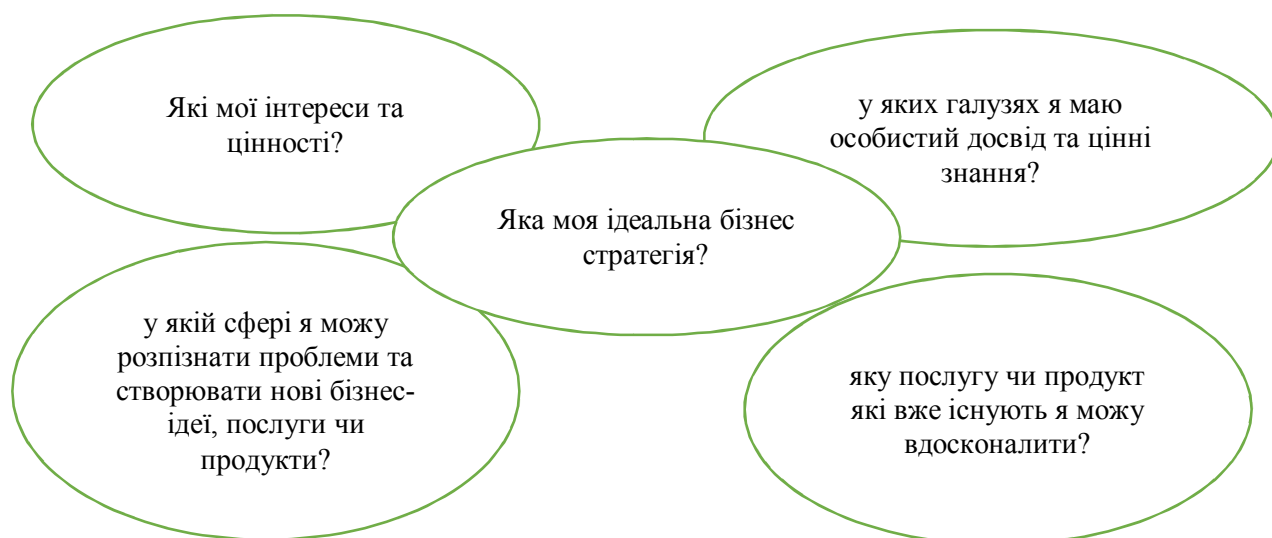 Які мої інтереси та
цінності?
у яких галузях я маю
особистий досвід та цінні
знання?
Яка моя ідеальна бізнес
стратегія?
у якій сфері я можу
розпізнати проблеми та
створювати нові бізнес-
ідеї, послуги чи
продукти?
яку послугу чи продукт
які вже існують я можу
вдосконалити?